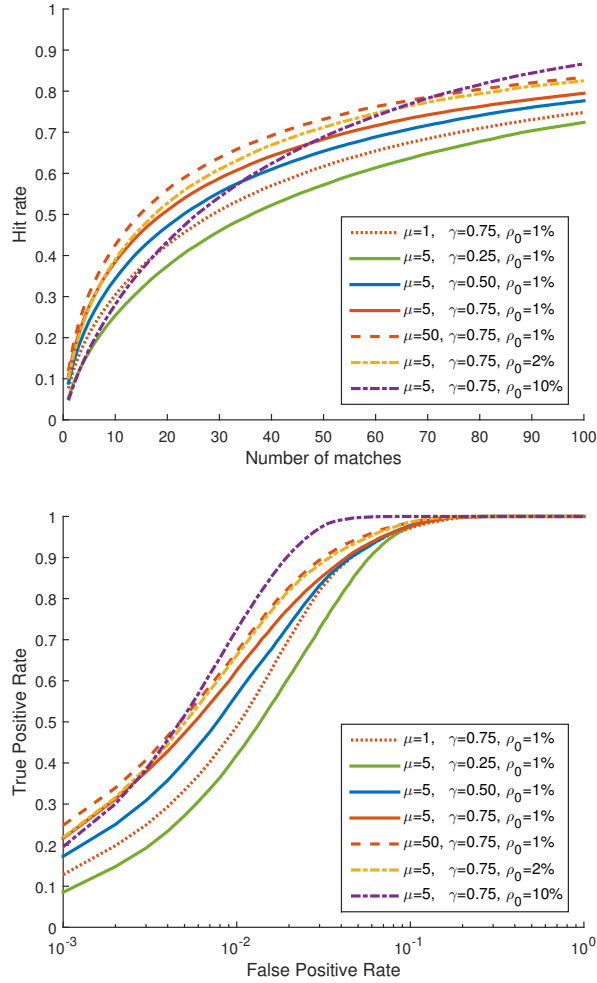 1
0.9
0.8
0.7
0.6
0.5
0.4
0.3
0.2
0.1
0
Hit rate
μ=1, γ=0.75, ρ0=1%
μ=5, γ=0.25, ρ0=1%
μ=5, γ=0.50, ρ0=1%
μ=5, γ=0.75, ρ0=1%
μ=50, γ=0.75, ρ0=1%
μ=5, γ=0.75, ρ0=2%
μ=5, γ=0.75, ρ0=10%
0 10 20 30 40 50 60 70 80 90 100
Number of matches
1
0.9
0.8
0.7
0.6
0.5
0.4
0.3
0.2
0.1
0
True Positive Rate
μ=1, γ=0.75, ρ0=1%
μ=5, γ=0.25, ρ0=1%
μ=5, γ=0.50, ρ0=1%
μ=5, γ=0.75, ρ0=1%
μ=50, γ=0.75, ρ0=1%
μ=5, γ=0.75, ρ0=2%
μ=5, γ=0.75, ρ0=10%
10^-3 10^-2 10^-1 10^0
False Positive Rate